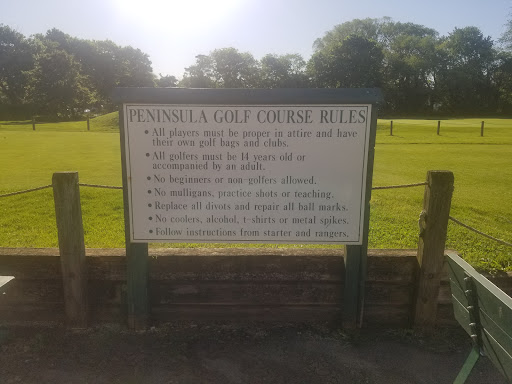 PENINSULA GOLF COURSE RULES
• All players must be proper in attire and have
their own golf bags and clubs.
• All golfers must be 14 years old or
accompanied by an adult.
• No beginners or non-golfers allowed.
• No mulligans, practice shots or teaching.
• Replace all divots and repair all ball marks.
• No coolers, alcohol, t-shirts or metal spikes.
• Follow instructions from starter and rangers.